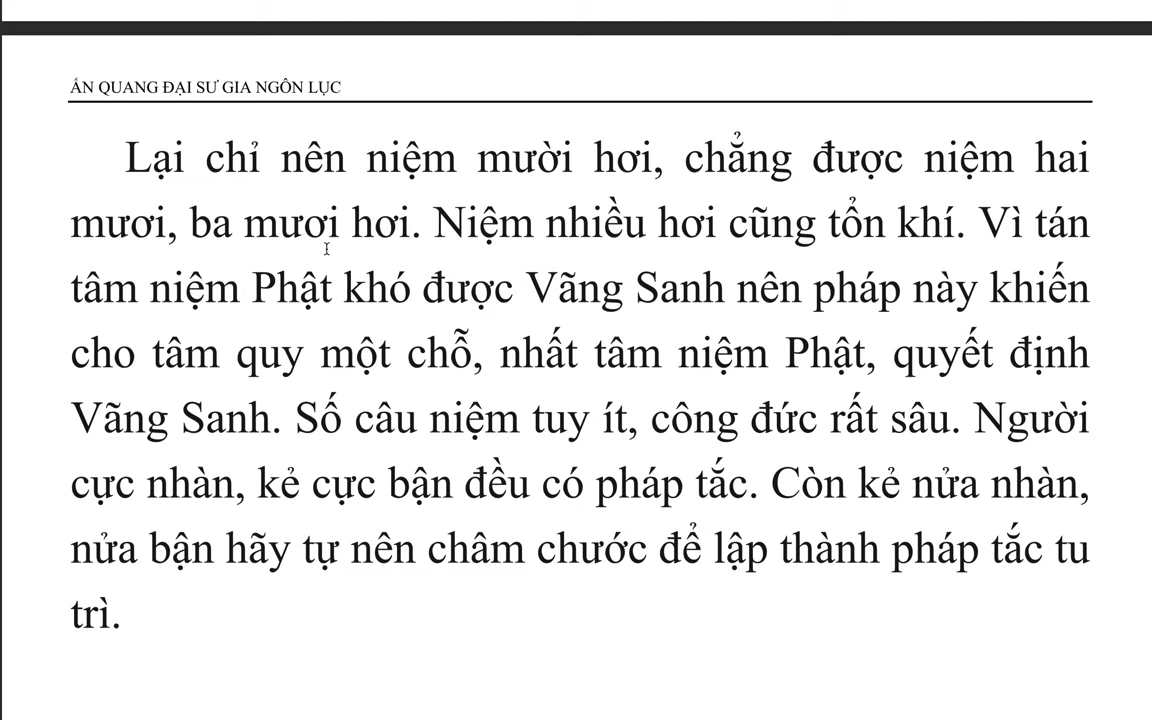 ẤN QUANG ĐẠI SƯ GIA NGÔN LỤC
Lại chỉ nên niệm mười hơi, chẳng được niệm hai
mươi, ba mươi hơi. Niệm nhiều hơi cũng tổn khí. Vì tán
tâm niệm Phật khó được Vãng Sanh nên pháp này khiến
cho tâm quy một chỗ, nhất tâm niệm Phật, quyết định
Vãng Sanh. Số câu niệm tuy ít, công đức rất sâu. Người
cực nhàn, kẻ cực bận đều có pháp tắc. Còn kẻ nửa nhàn,
nửa bận hãy tự nên châm chước để lập thành pháp tắc tu
trì.